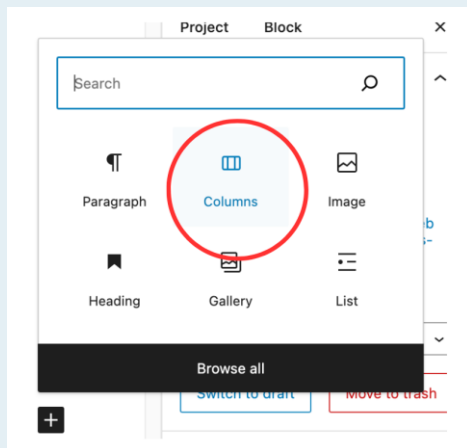 Project Block
Search
Paragraph Columns Image
Heading Gallery List
Browse all
Switch to draft Move to trash